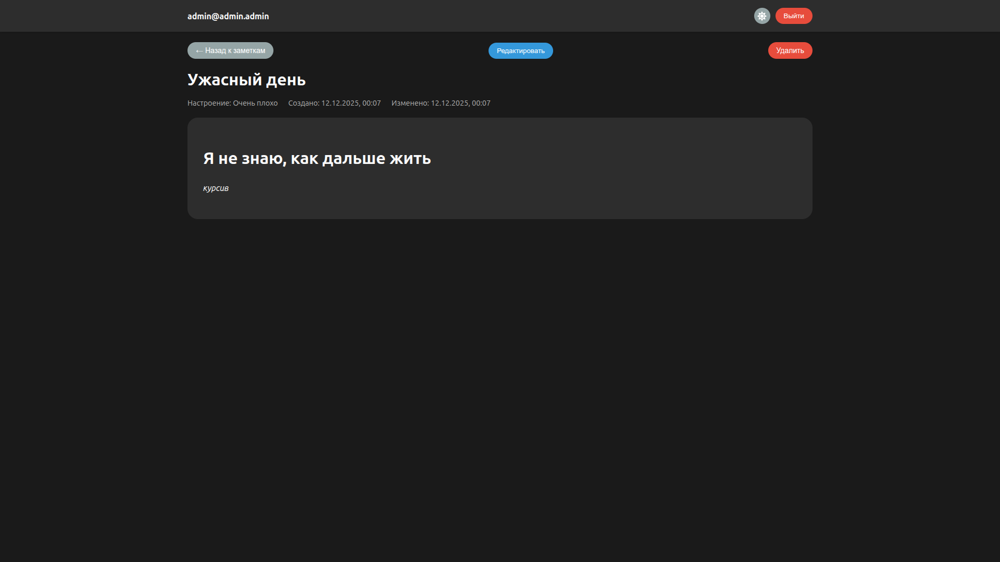 admin@admin.admin
Выйти
← Назад к заметкам
Редактировать
Удалить
Ужасный день
Настроение: Очень плохо Создано: 12.12.2025, 00:07 Изменено: 12.12.2025, 00:07
Я не знаю, как дальше жить
курсив